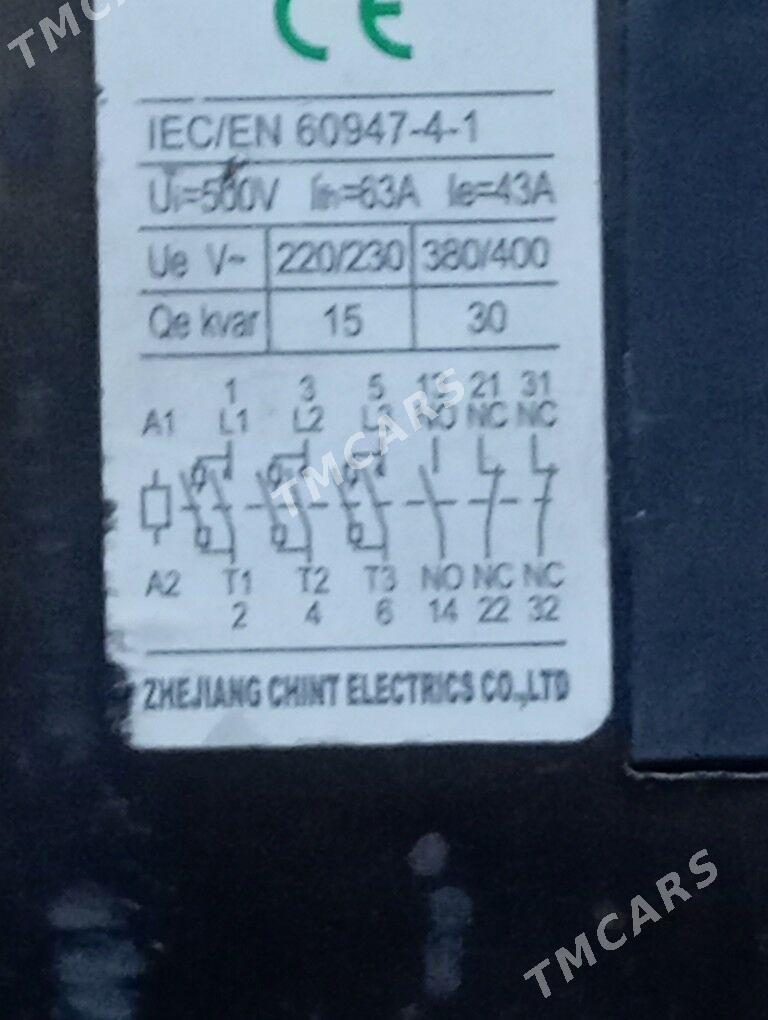 TMCARS
CE
IEC/EN 60947-4-1
Ui=500V Ith=63A Ie=43A
Ue V~ 220/230 380/400
Qe kvar 15 30
1 3 5 13 21 31
A1 L1 L2 L3 NO NC NC
TMCARS
A2 T1 T2 T3 NO NC NC
2 4 6 14 22 32
ZHEJIANG CHINT ELECTRICS CO.,LTD
TMCARS